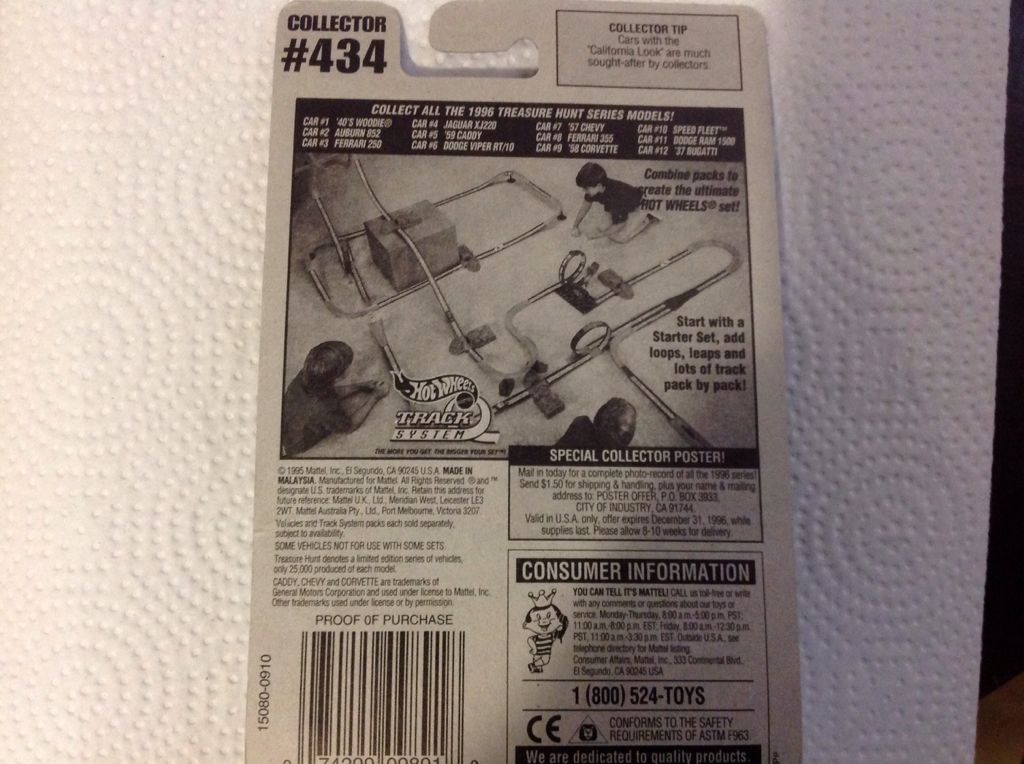 COLLECTOR
#434
COLLECTOR TIP
Cars with the
"California Look" are much
sought-after by collectors.
COLLECT ALL THE 1996 TREASURE HUNT SERIES MODELS!
CAR #1 '40'S WOODIE®
CAR #2 AUBURN 852
CAR #3 FERRARI 250
CAR #4 JAGUAR XJ220
CAR #5 '59 CADDY
CAR #6 DODGE VIPER RT/10
CAR #7 '57 CHEVY
CAR #8 FERRARI 355
CAR #9 '58 CORVETTE
CAR #10 SPEED FLEET™
CAR #11 DODGE RAM 1500
CAR #12 '37 BUGATTI
Combine packs to
create the ultimate
HOT WHEELS® set!
Start with a
Starter Set, add
loops, leaps and
lots of track
pack by pack!
HOT WHEELS
TRACK
SYSTEM
THE MORE YOU GET THE BIGGER YOUR SET™!
© 1995 Mattel, Inc., El Segundo, CA 90245 U.S.A. MADE IN
MALAYSIA. Manufactured for Mattel. All Rights Reserved. ® and ™
designate U.S. trademarks of Mattel, Inc. Retain this address for
future reference: Mattel U.K., Ltd., Meridian West, Leicester LE3
2WT. Mattel Australia Pty., Ltd., Port Melbourne, Victoria 3207.
Vehicles and Track System packs each sold separately,
subject to availability.
SOME VEHICLES NOT FOR USE WITH SOME SETS.
Treasure Hunt denotes a limited edition series of vehicles,
only 25,000 produced of each model.
CADDY, CHEVY and CORVETTE are trademarks of
General Motors Corporation and used under license to Mattel, Inc.
Other trademarks used under license or by permission.
PROOF OF PURCHASE
15080-0910
SPECIAL COLLECTOR POSTER!
Mail in today for a complete photo-record of all the 1996 series!
Send $1.50 for shipping & handling, plus your name & mailing
address to: POSTER OFFER, P.O. BOX 3933,
CITY OF INDUSTRY, CA 91744.
Valid in U.S.A. only, offer expires December 31, 1996, while
supplies last. Please allow 8-10 weeks for delivery.
CONSUMER INFORMATION
YOU CAN TELL IT'S MATTEL! CALL us toll-free or write
with any comments or questions about our toys or
service. Monday-Thursday, 8:00 a.m.-5:00 p.m. PST,
11:00 a.m.-8:00 p.m. EST; Friday, 8:00 a.m.-12:30 p.m.
PST, 11:00 a.m.-3:30 p.m. EST. Outside U.S.A., see
telephone directory for Mattel listing.
Consumer Affairs, Mattel, Inc., 333 Continental Blvd.,
El Segundo, CA 90245 USA
1 (800) 524-TOYS
CE
CONFORMS TO THE SAFETY
REQUIREMENTS OF ASTM F963.
We are dedicated to quality products.